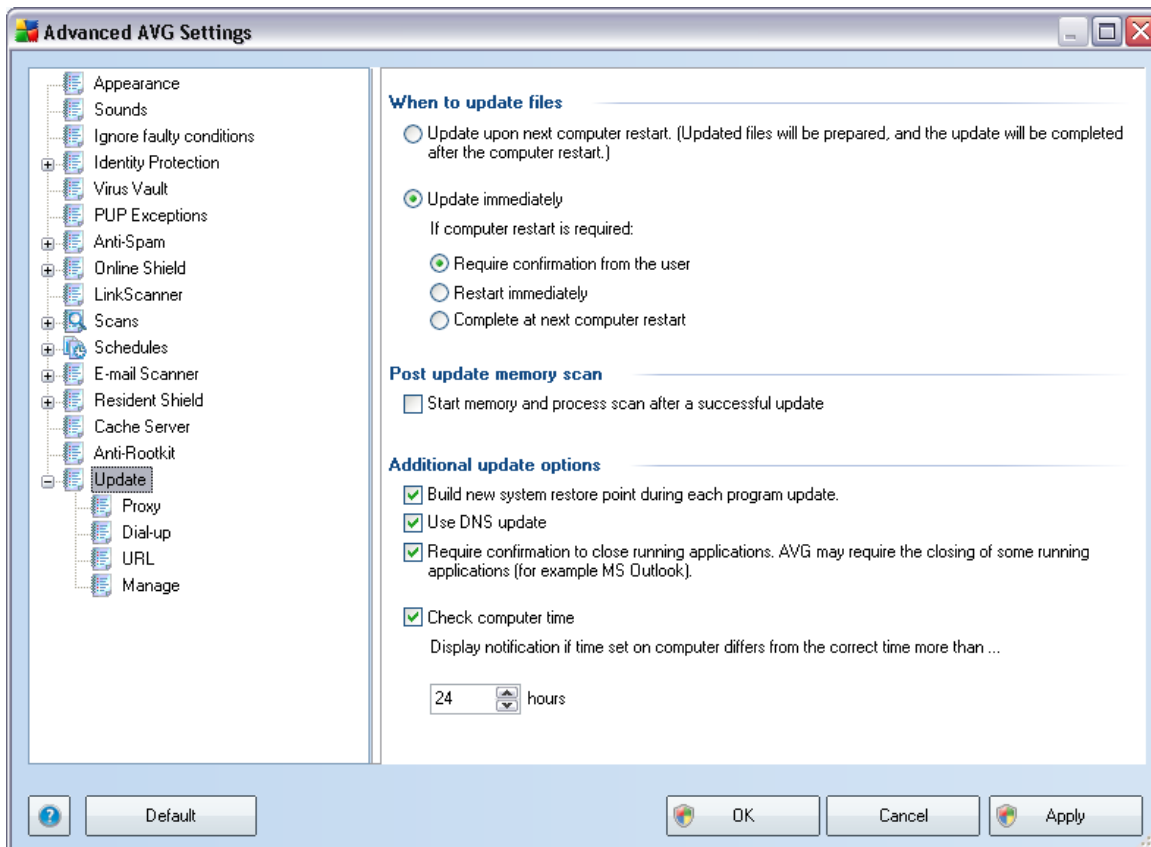 Advanced AVG Settings
Appearance
Sounds
Ignore faulty conditions
Identity Protection
Virus Vault
PUP Exceptions
Anti-Spam
Online Shield
LinkScanner
Scans
Schedules
E-mail Scanner
Resident Shield
Cache Server
Anti-Rootkit
Update
Proxy
Dial-up
URL
Manage
When to update files
Update upon next computer restart. (Updated files will be prepared, and the update will be completed
after the computer restart.)
Update immediately
If computer restart is required:
Require confirmation from the user
Restart immediately
Complete at next computer restart
Post update memory scan
Start memory and process scan after a successful update
Additional update options
Build new system restore point during each program update.
Use DNS update
Require confirmation to close running applications. AVG may require the closing of some running
applications (for example MS Outlook).
Check computer time
Display notification if time set on computer differs from the correct time more than ...
24 hours
Default
OK
Cancel
Apply